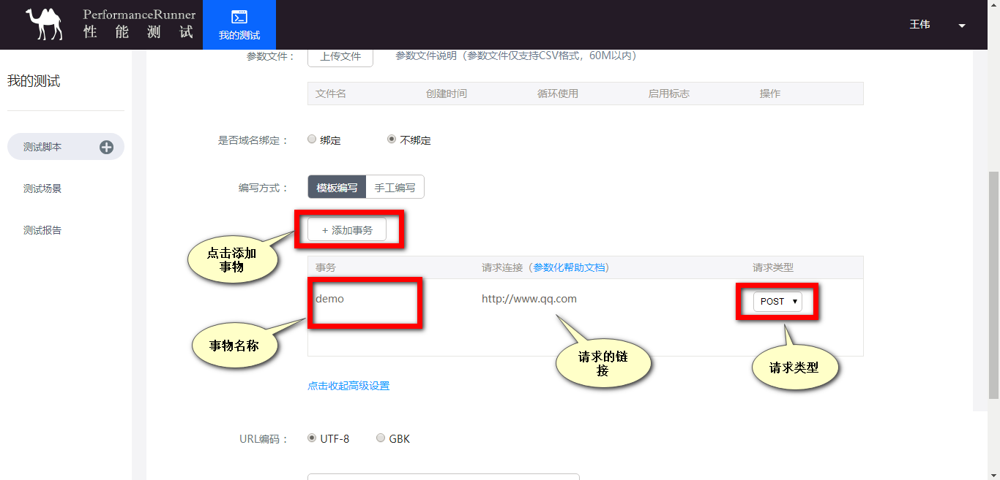 PerformanceRunner
性 能 测 试
我的测试
王伟
我的测试
测试脚本
测试场景
测试报告
参数文件： 上传文件 参数文件说明（参数文件仅支持CSV格式，60M以内）
文件名 创建时间 循环使用 启用标志 操作
是否域名绑定： 绑定 不绑定
编写方式： 模板编写 手工编写
+ 添加事务
点击添加
事物
事务 请求连接（参数化帮助文档） 请求类型
demo http://www.qq.com POST
事物名称
请求的链
接
请求类型
点击收起高级设置
URL编码： UTF-8 GBK